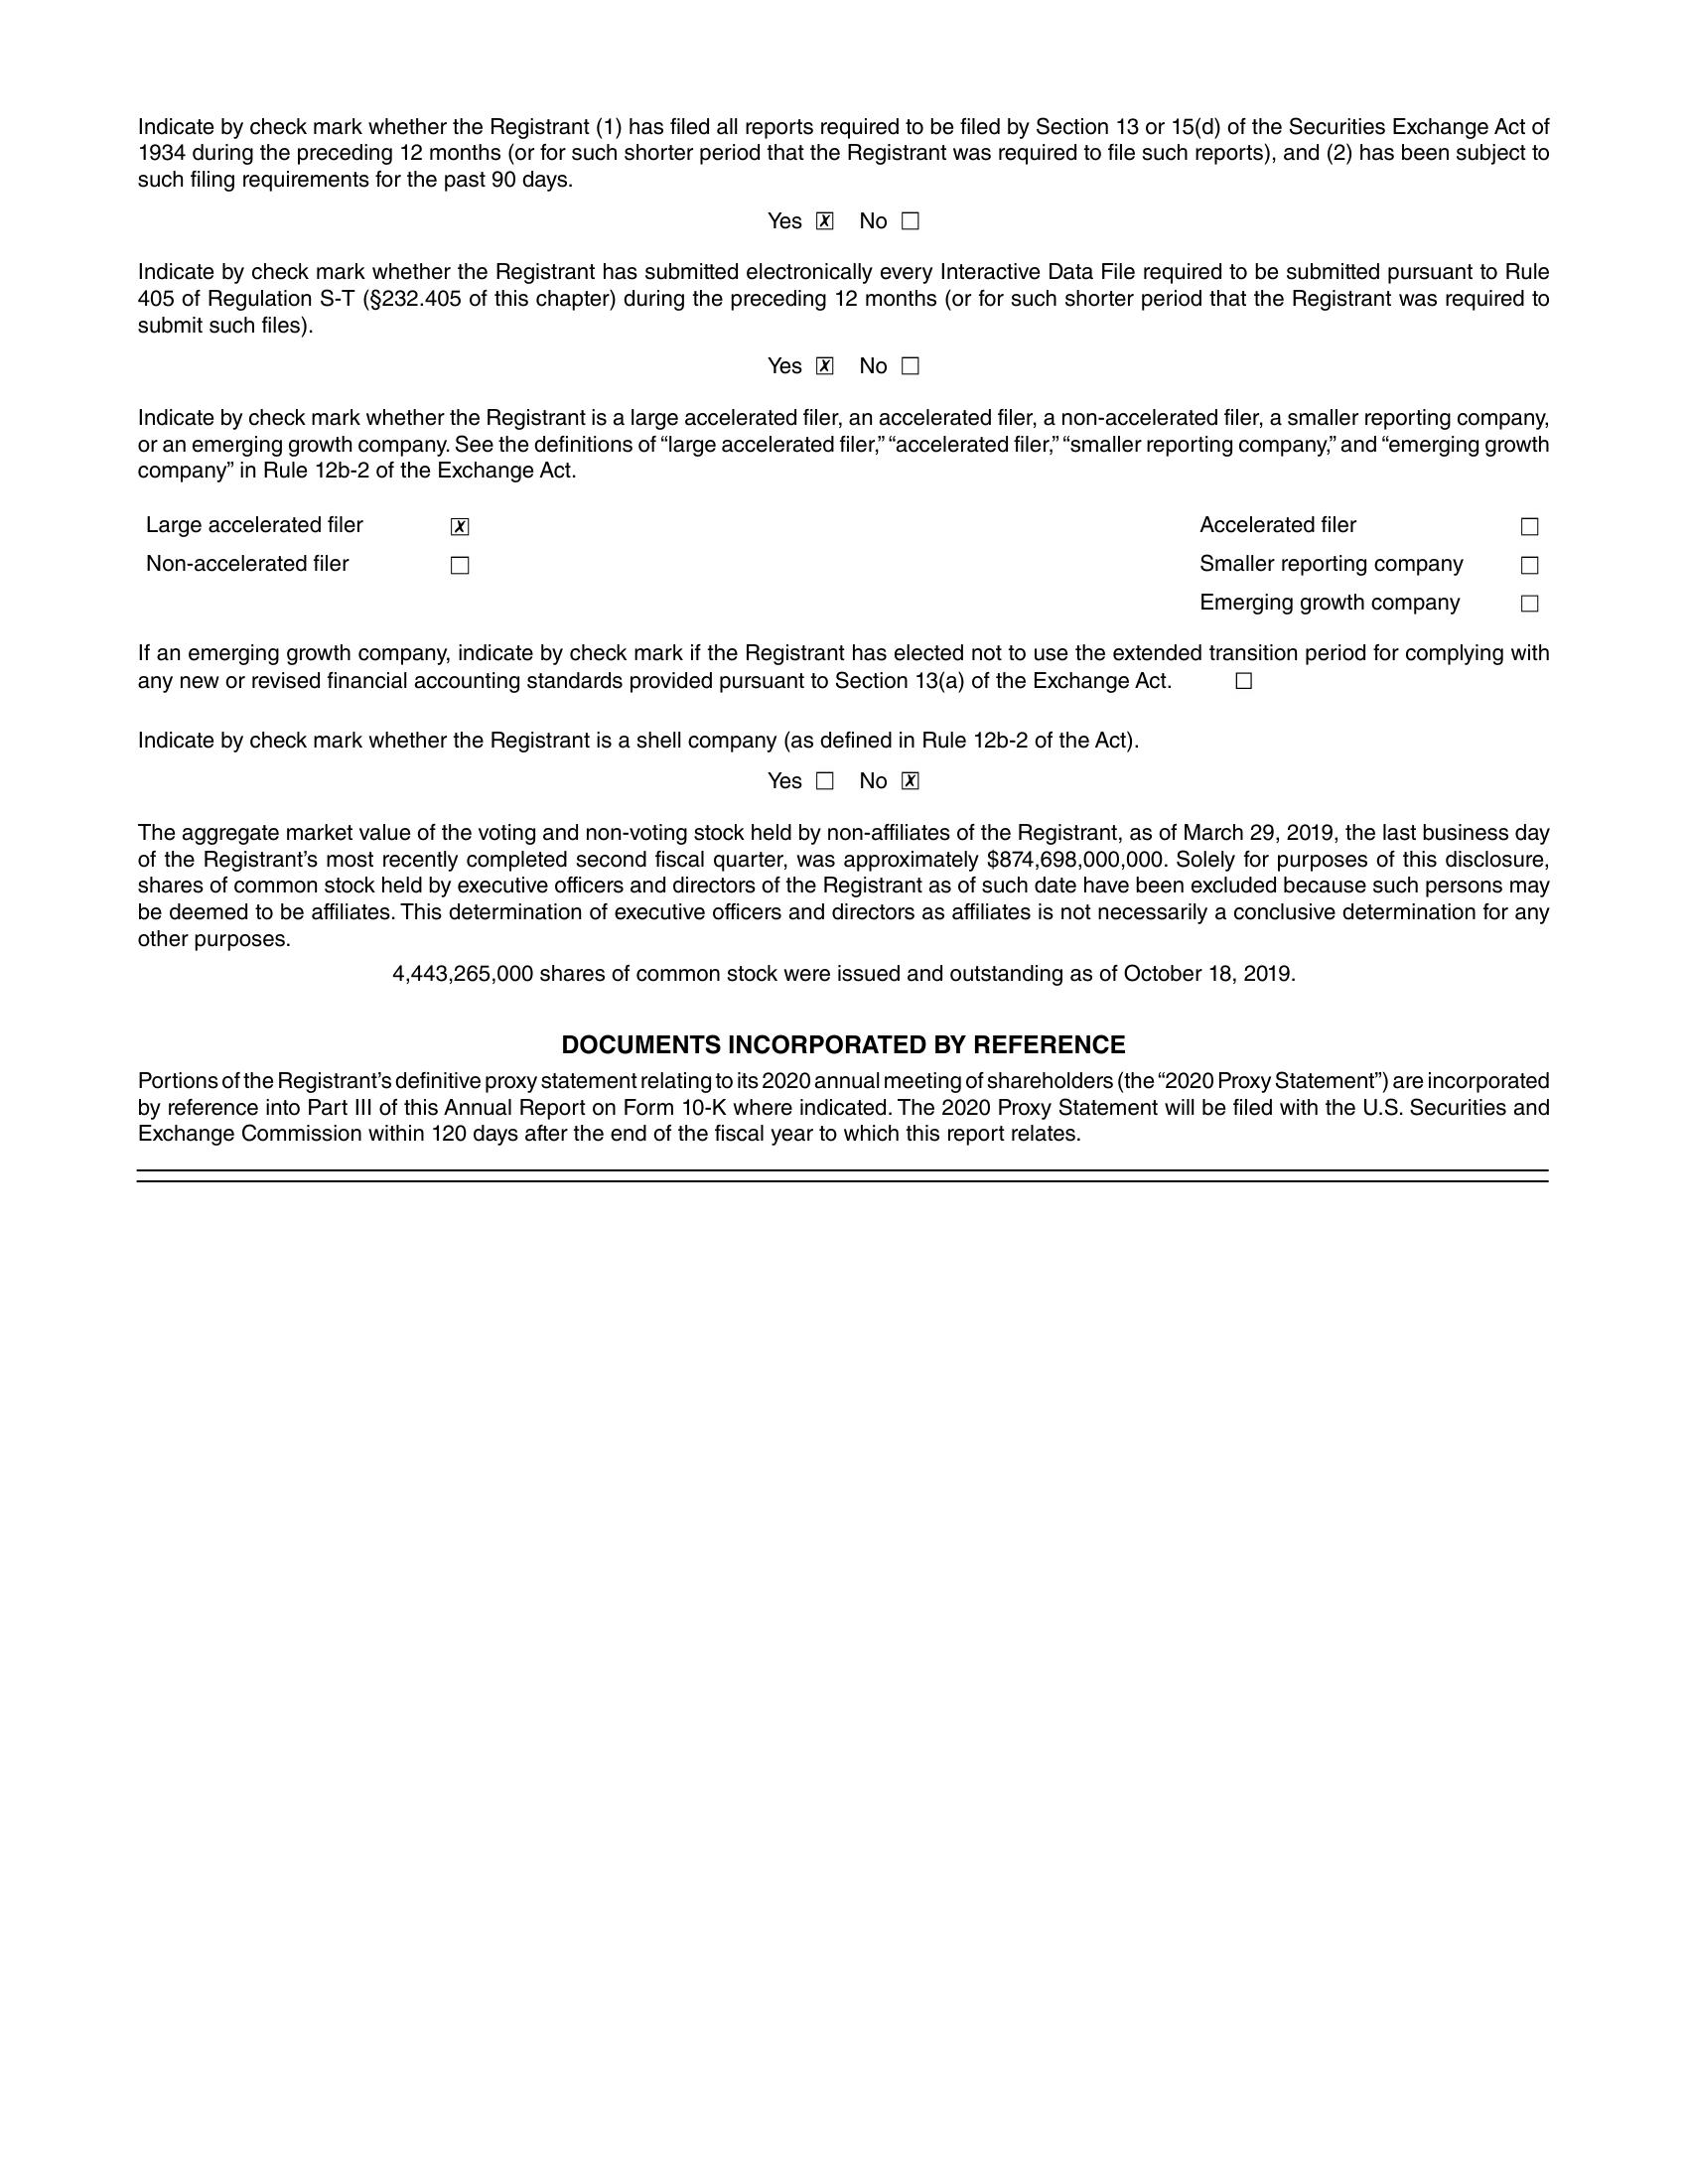 Indicate by check mark whether the Registrant (1) has filed all reports required to be filed by Section 13 or 15(d) of the Securities Exchange Act of
1934 during the preceding 12 months (or for such shorter period that the Registrant was required to file such reports), and (2) has been subject to
such filing requirements for the past 90 days.
Yes ☒ No ☐
Indicate by check mark whether the Registrant has submitted electronically every Interactive Data File required to be submitted pursuant to Rule
405 of Regulation S-T (§232.405 of this chapter) during the preceding 12 months (or for such shorter period that the Registrant was required to
submit such files).
Yes ☒ No ☐
Indicate by check mark whether the Registrant is a large accelerated filer, an accelerated filer, a non-accelerated filer, a smaller reporting company,
or an emerging growth company. See the definitions of “large accelerated filer,” “accelerated filer,” “smaller reporting company,” and “emerging growth
company” in Rule 12b-2 of the Exchange Act.
Large accelerated filer ☒ Accelerated filer ☐
Non-accelerated filer ☐ Smaller reporting company ☐
Emerging growth company ☐
If an emerging growth company, indicate by check mark if the Registrant has elected not to use the extended transition period for complying with
any new or revised financial accounting standards provided pursuant to Section 13(a) of the Exchange Act. ☐
Indicate by check mark whether the Registrant is a shell company (as defined in Rule 12b-2 of the Act).
Yes ☐ No ☒
The aggregate market value of the voting and non-voting stock held by non-affiliates of the Registrant, as of March 29, 2019, the last business day
of the Registrant’s most recently completed second fiscal quarter, was approximately $874,698,000,000. Solely for purposes of this disclosure,
shares of common stock held by executive officers and directors of the Registrant as of such date have been excluded because such persons may
be deemed to be affiliates. This determination of executive officers and directors as affiliates is not necessarily a conclusive determination for any
other purposes.
4,443,265,000 shares of common stock were issued and outstanding as of October 18, 2019.
DOCUMENTS INCORPORATED BY REFERENCE
Portions of the Registrant’s definitive proxy statement relating to its 2020 annual meeting of shareholders (the “2020 Proxy Statement”) are incorporated
by reference into Part III of this Annual Report on Form 10-K where indicated. The 2020 Proxy Statement will be filed with the U.S. Securities and
Exchange Commission within 120 days after the end of the fiscal year to which this report relates.